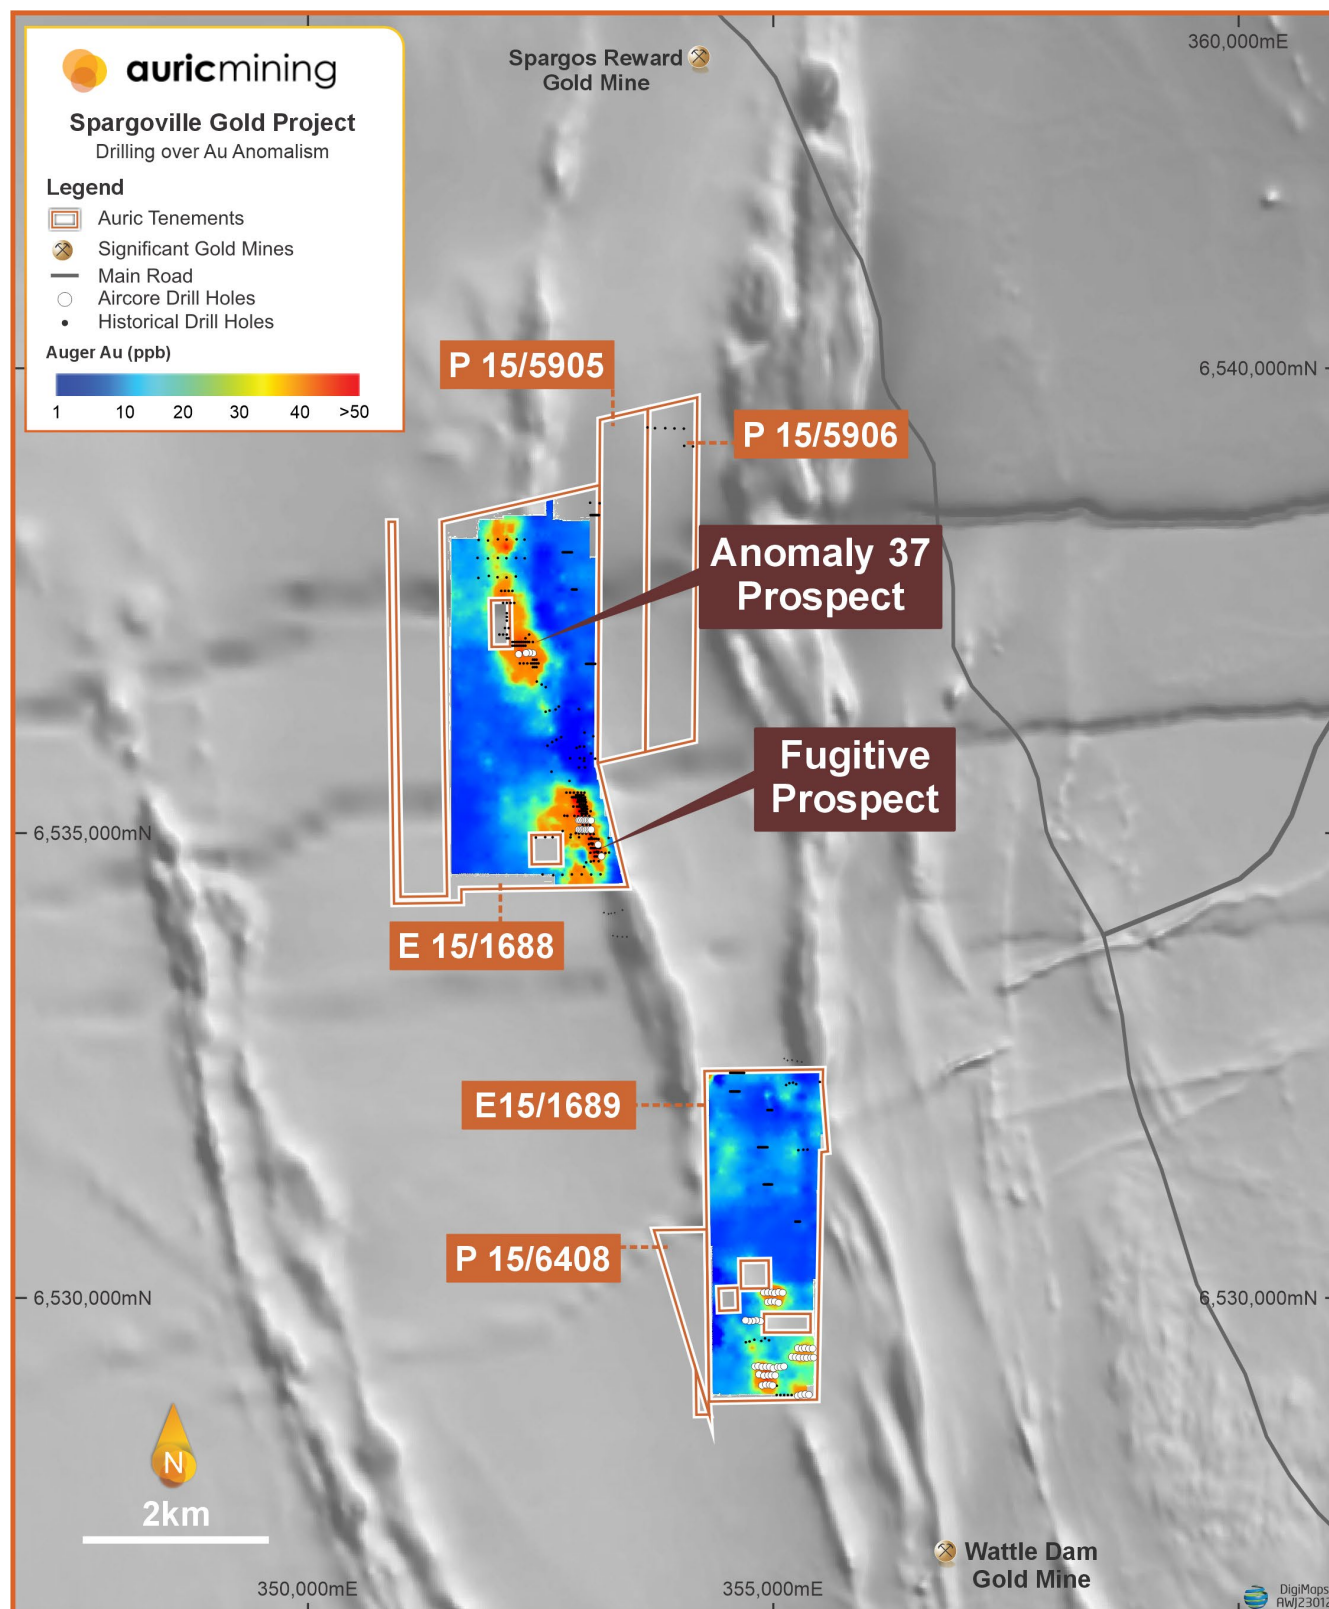 auricmining
Spargoville Gold Project
Drilling over Au Anomalism
Legend
Auric Tenements
Significant Gold Mines
Main Road
Aircore Drill Holes
Historical Drill Holes
Auger Au (ppb)
1 10 20 30 40 >50
Spargos Reward
Gold Mine
360,000mE
6,540,000mN
P 15/5905
P 15/5906
Anomaly 37
Prospect
Fugitive
Prospect
6,535,000mN
E 15/1688
E15/1689
P 15/6408
6,530,000mN
6,530,000mN
N
2km
Wattle Dam
Gold Mine
350,000mE
355,000mE
DigiMaps
AWJ23012